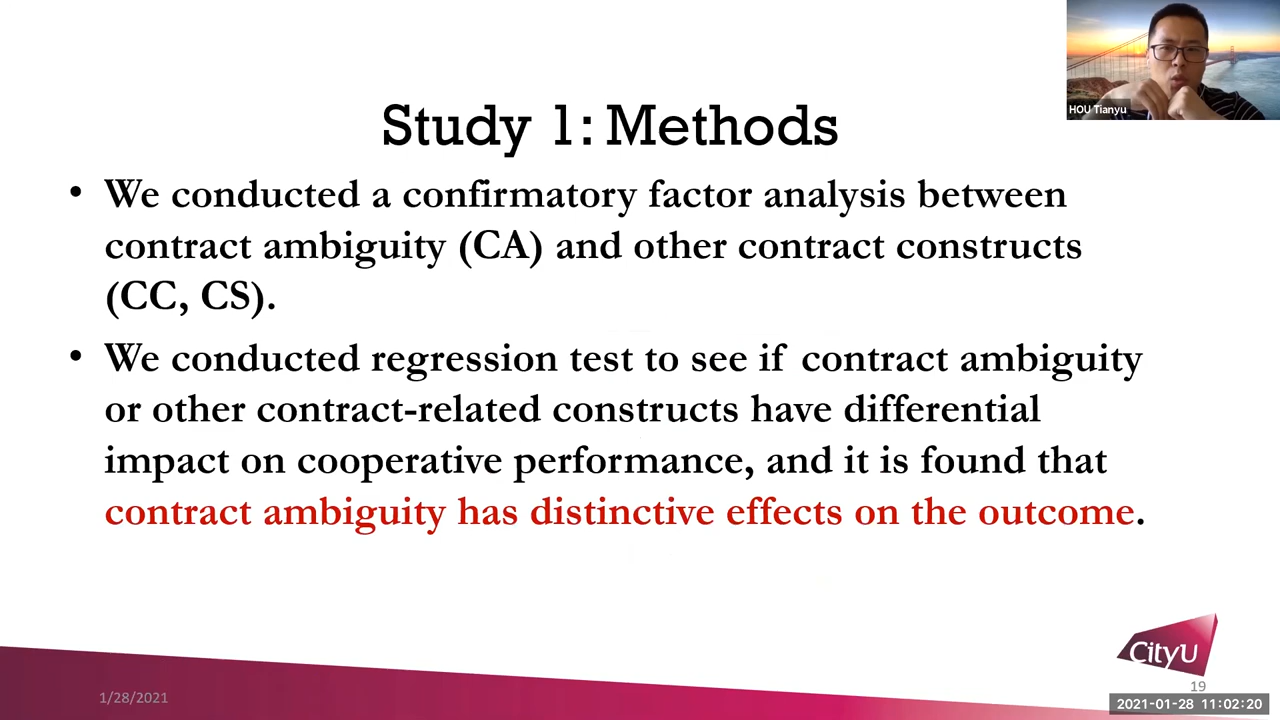 HOU Tianyu
Study 1: Methods
• We conducted a confirmatory factor analysis between
contract ambiguity (CA) and other contract constructs
(CC, CS).
• We conducted regression test to see if contract ambiguity
or other contract-related constructs have differential
impact on cooperative performance, and it is found that
contract ambiguity has distinctive effects on the outcome.
CityU
1/28/2021
19
2021-01-28 11:02:20